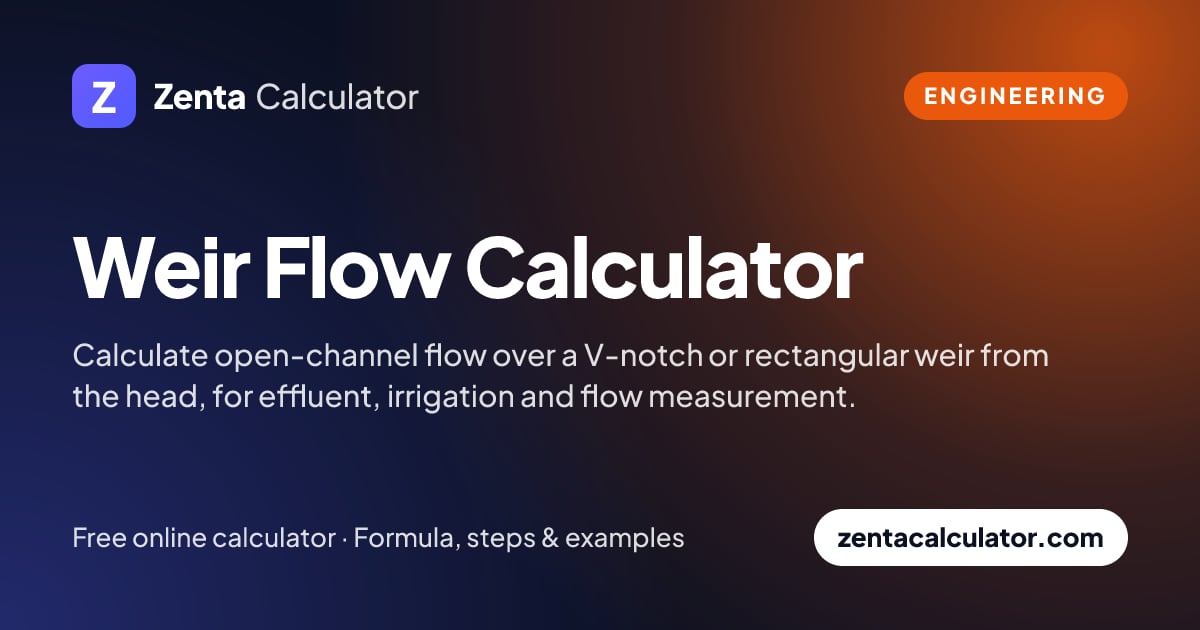 Z
Zenta Calculator
ENGINEERING
Weir Flow Calculator
Calculate open-channel flow over a V-notch or rectangular weir from
the head, for effluent, irrigation and flow measurement.
Free online calculator · Formula, steps & examples
zentacalculator.com